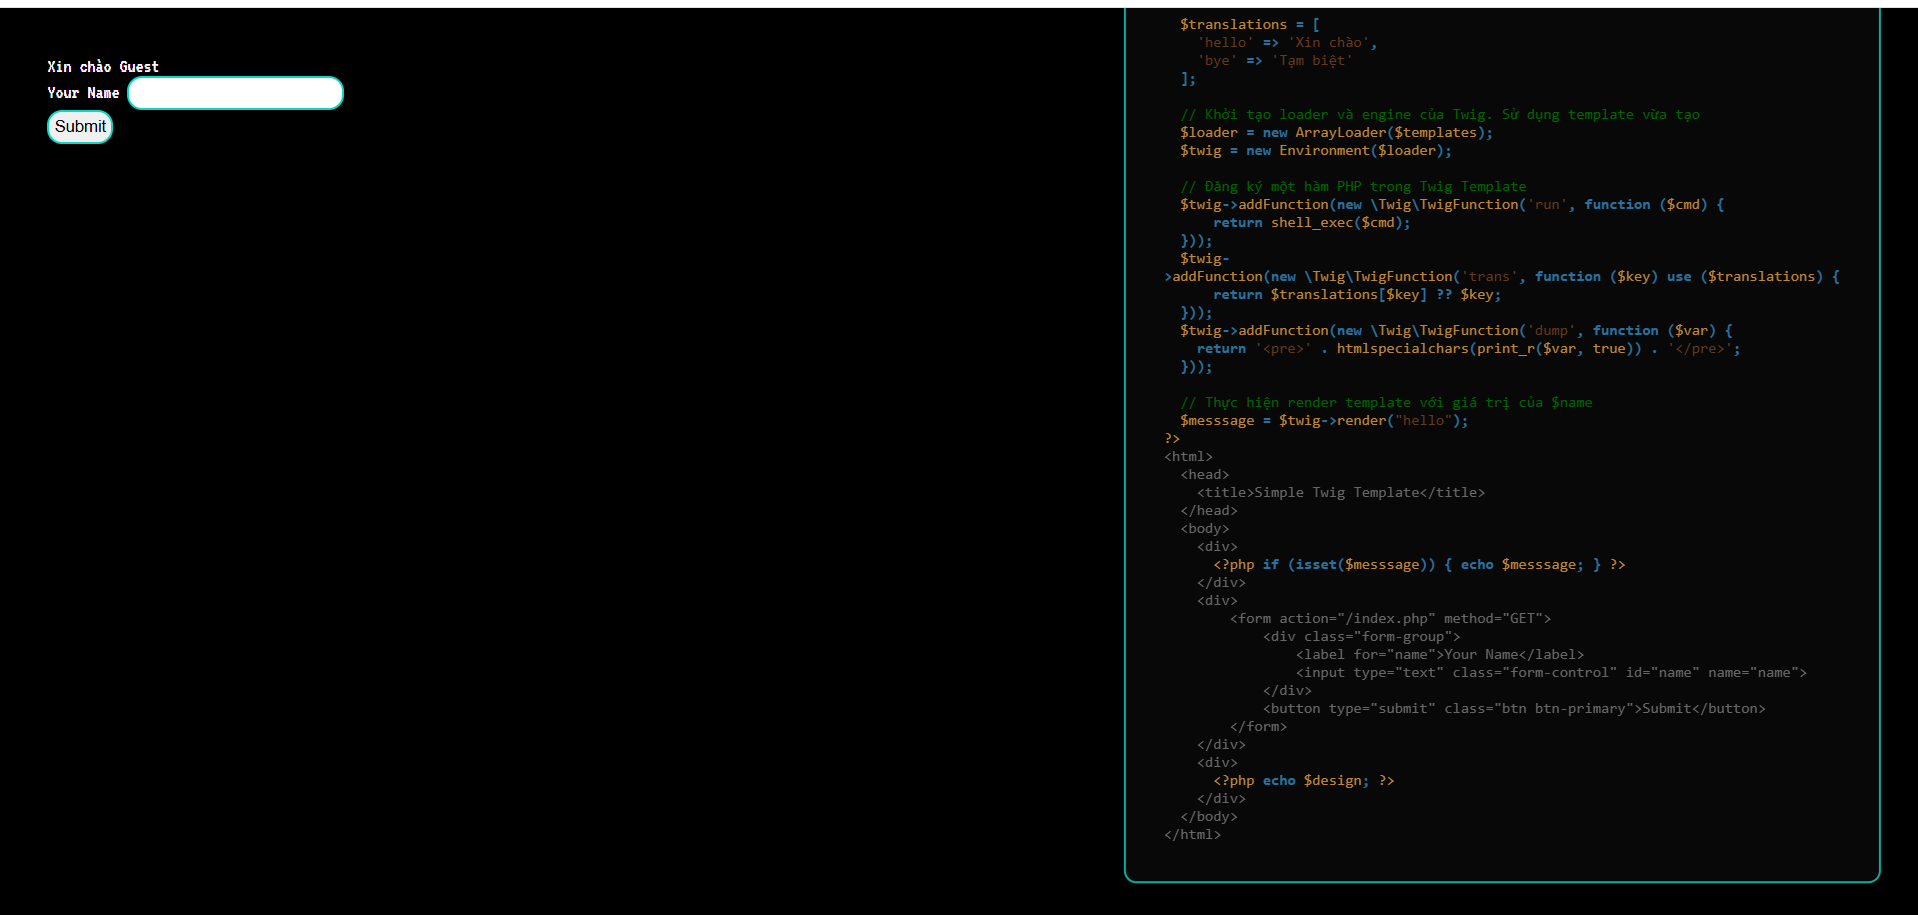 Xin chào Guest
Your Name
Submit
$translations = [
'hello' => 'Xin chào',
'bye' => 'Tạm biệt'
];
// Khởi tạo loader và engine của Twig. Sử dụng template vừa tạo
$loader = new ArrayLoader($templates);
$twig = new Environment($loader);
// Đăng ký một hàm PHP trong Twig Template
$twig->addFunction(new \Twig\TwigFunction('run', function ($cmd) {
return shell_exec($cmd);
}));
$twig-
>addFunction(new \Twig\TwigFunction('trans', function ($key) use ($translations) {
return $translations[$key] ?? $key;
}));
$twig->addFunction(new \Twig\TwigFunction('dump', function ($var) {
return '<pre>' . htmlspecialchars(print_r($var, true)) . '</pre>';
}));
// Thực hiện render template với giá trị của $name
$messsage = $twig->render("hello");
?>
<html>
<head>
<title>Simple Twig Template</title>
</head>
<body>
<div>
<?php if (isset($messsage)) { echo $messsage; } ?>
</div>
<div>
<form action="/index.php" method="GET">
<div class="form-group">
<label for="name">Your Name</label>
<input type="text" class="form-control" id="name" name="name">
</div>
<button type="submit" class="btn btn-primary">Submit</button>
</form>
</div>
<div>
<?php echo $design; ?>
</div>
</body>
</html>